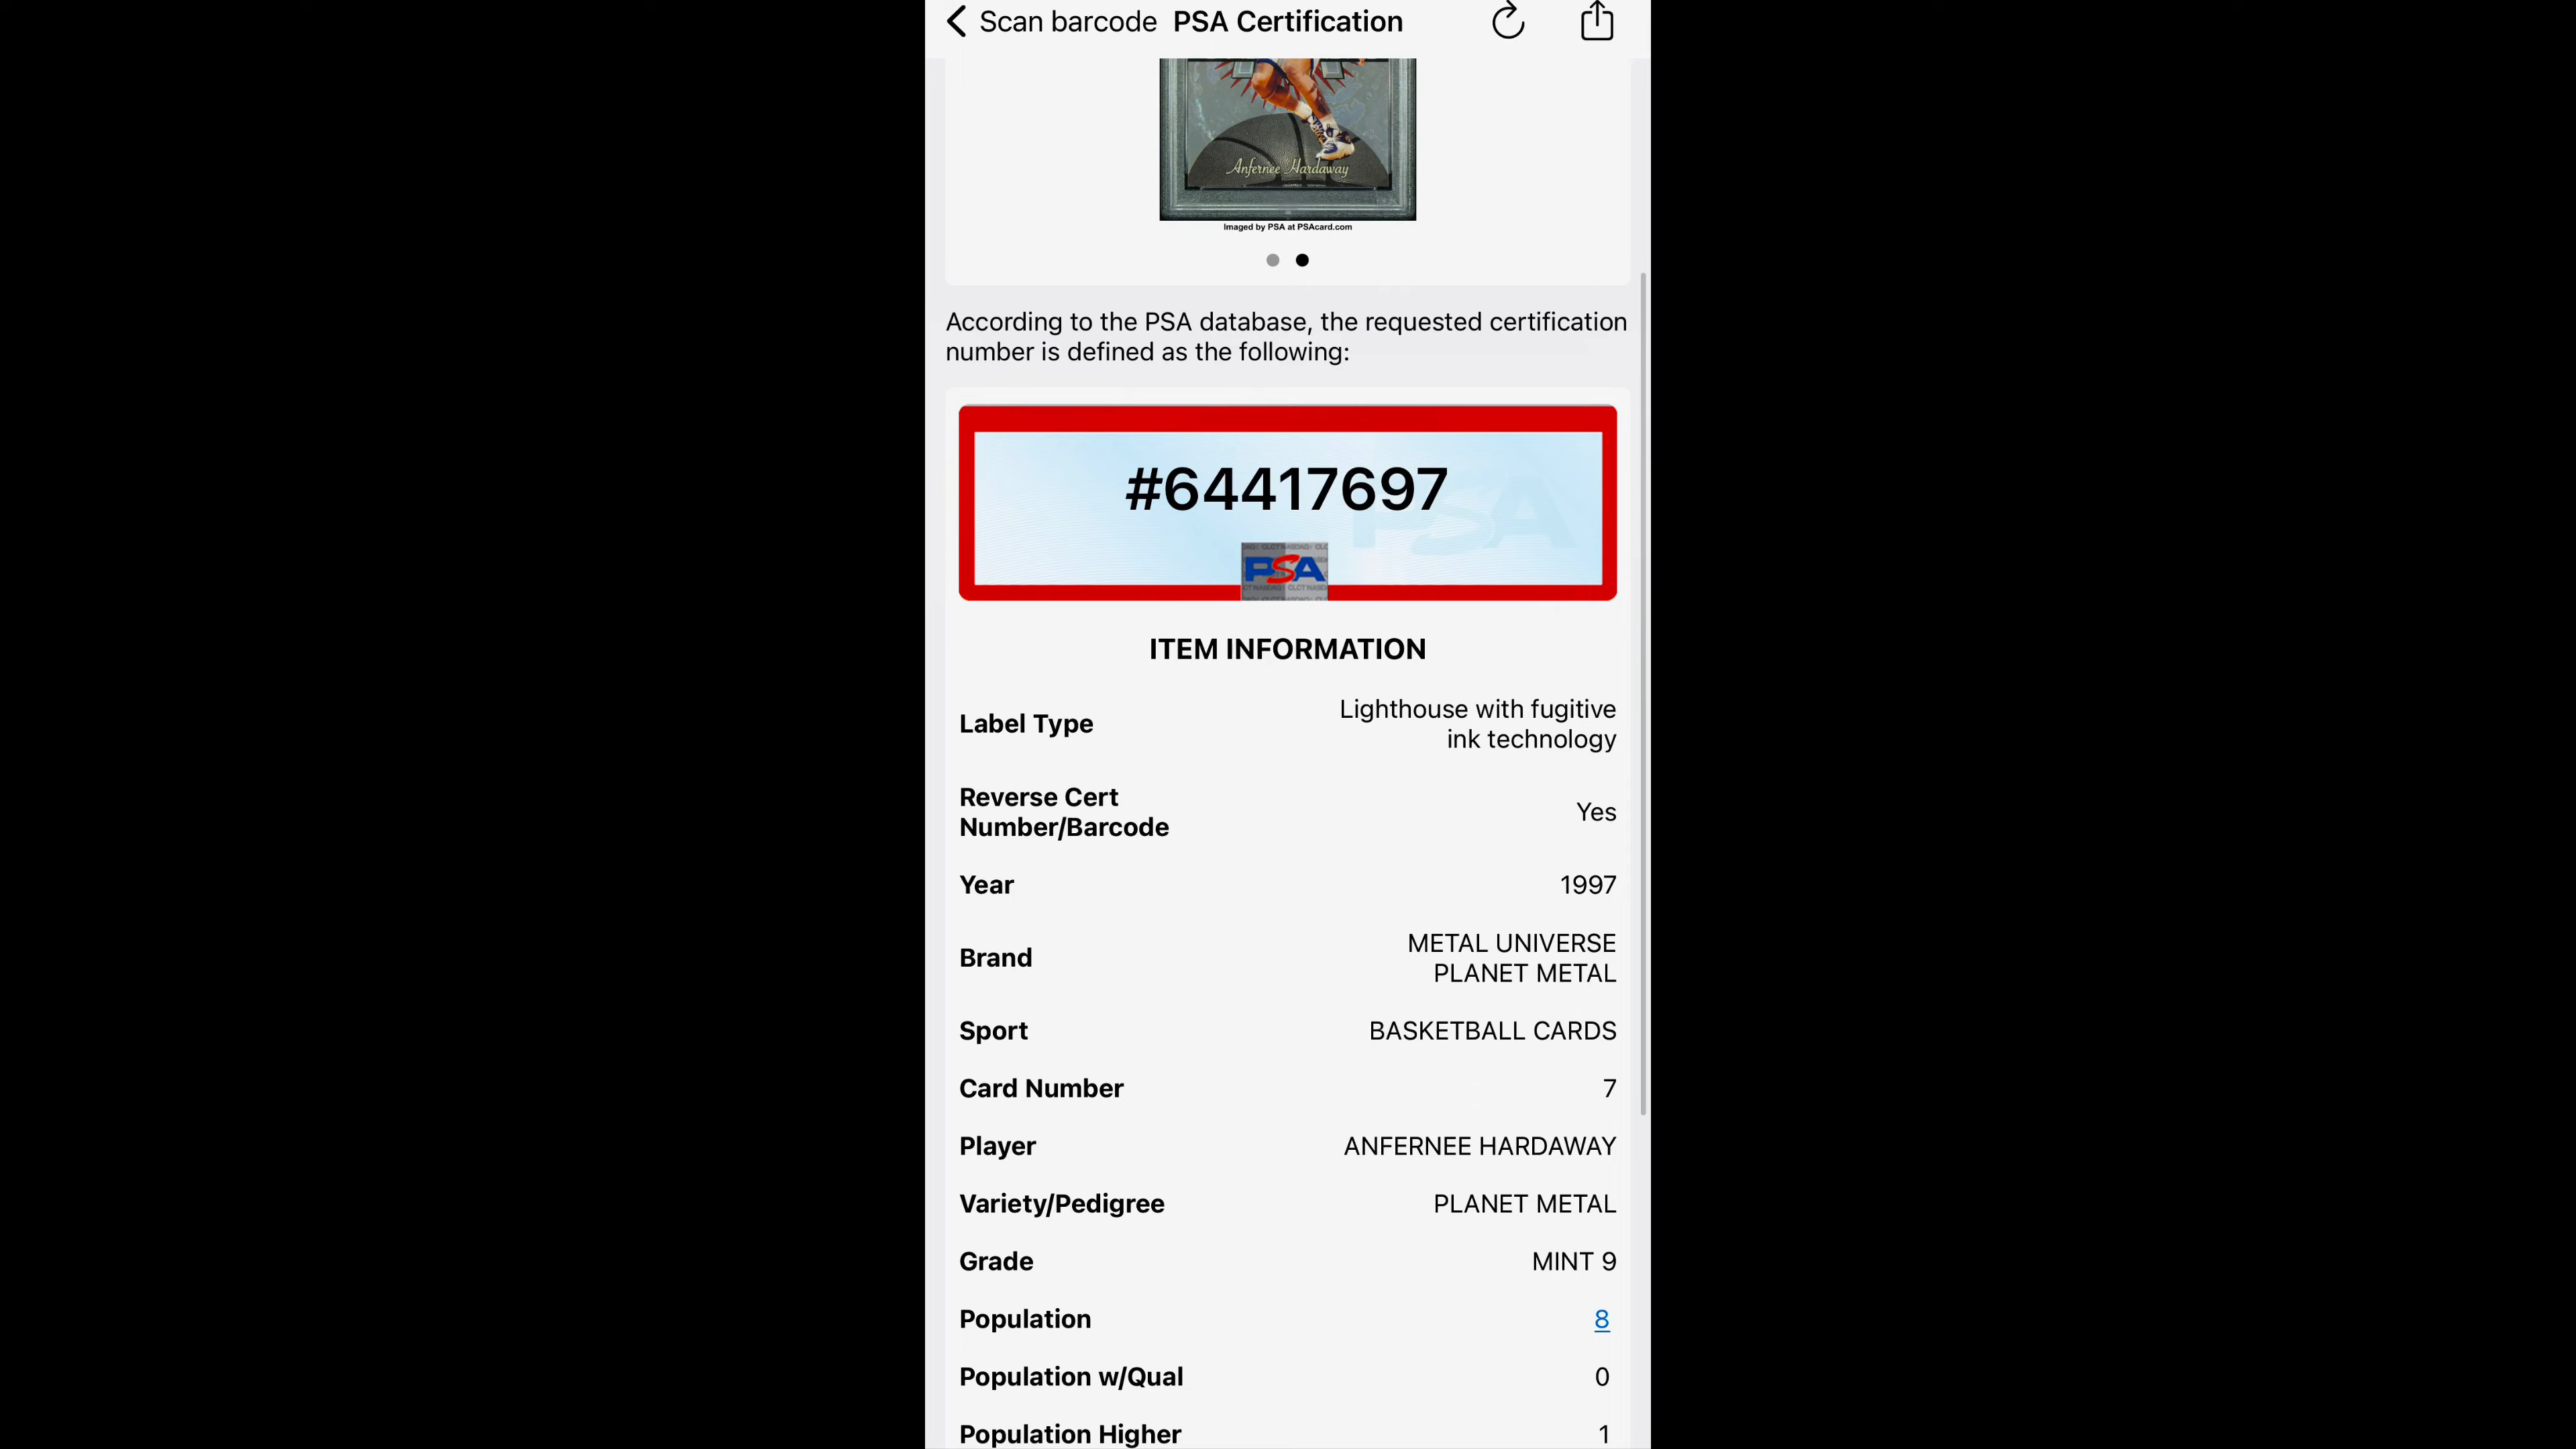 Scan barcode PSA Certification
Anfernee Hardaway
Imaged by PSA at PSAcard.com
According to the PSA database, the requested certification
number is defined as the following:
#64417697
PSA
PSA
ITEM INFORMATION
Label Type Lighthouse with fugitive
ink technology
Reverse Cert
Number/Barcode Yes
Year 1997
Brand METAL UNIVERSE
PLANET METAL
Sport BASKETBALL CARDS
Card Number 7
Player ANFERNEE HARDAWAY
Variety/Pedigree PLANET METAL
Grade MINT 9
Population 8
Population w/Qual 0
Population Higher 1